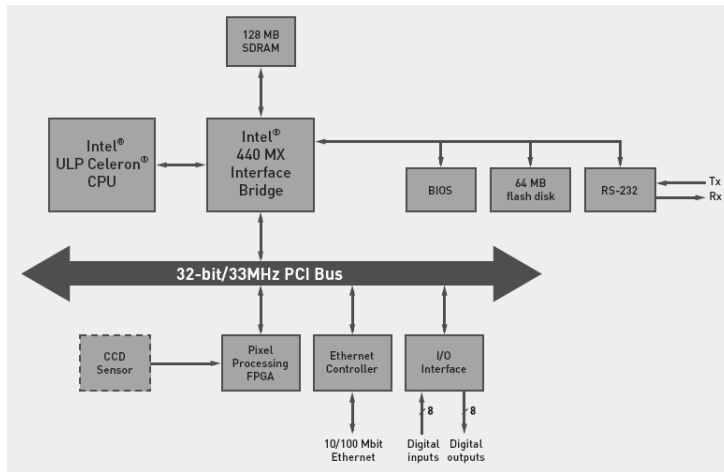 128 MB
SDRAM
Intel®
ULP Celeron®
CPU
Intel®
440 MX
Interface
Bridge
BIOS
64 MB
flash disk
RS-232
Tx
Rx
32-bit/33MHz PCI Bus
CCD
Sensor
Pixel
Processing
FPGA
Ethernet
Controller
I/O
Interface
8
8
10/100 Mbit
Ethernet
Digital
inputs
Digital
outputs